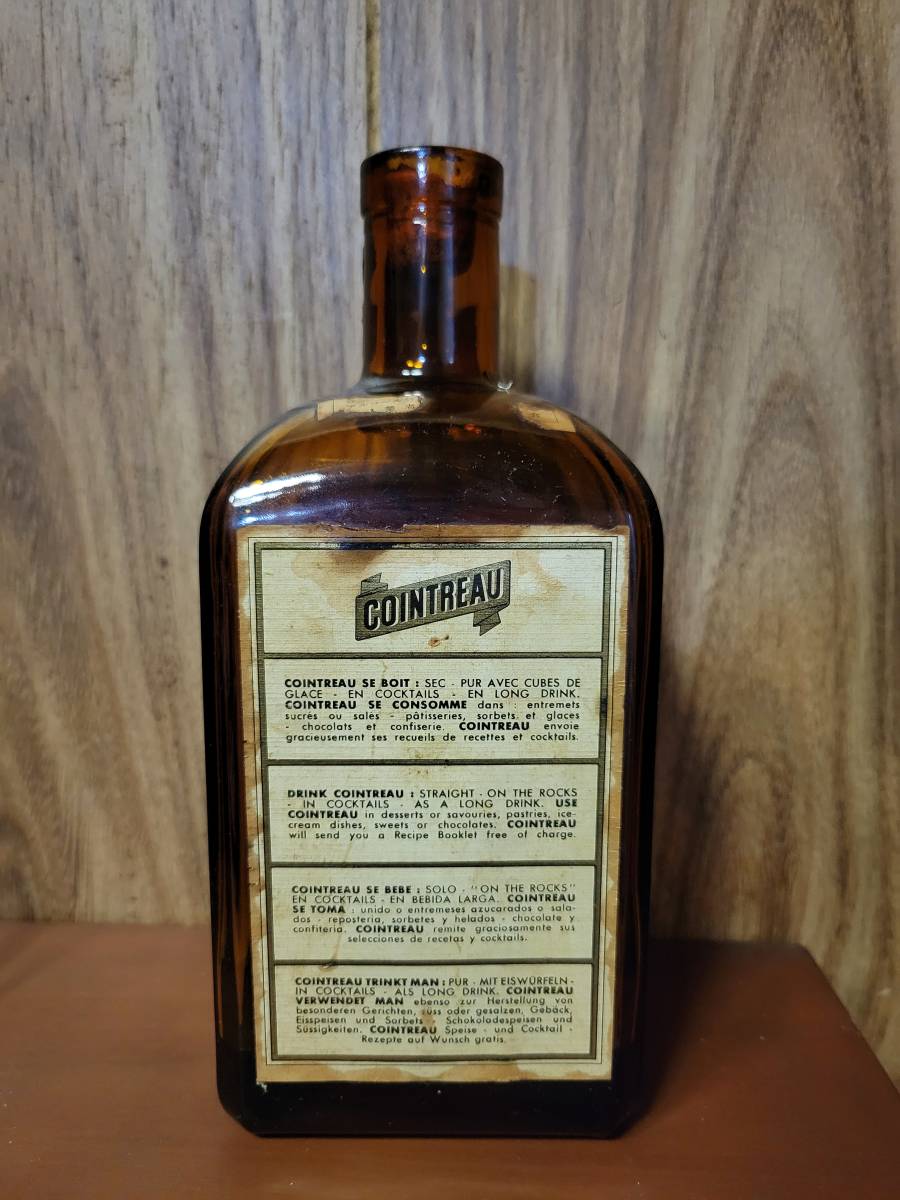 COINTREAU
COINTREAU SE BOIT : SEC - PUR AVEC CUBES DE
GLACE - EN COCKTAILS - EN LONG DRINK.
COINTREAU SE CONSOMME dans : entremets
sucrés ou salés - pâtisseries, sorbets et glaces
- chocolats et confiserie. COINTREAU envoie
gracieusement ses recueils de recettes et cocktails.
DRINK COINTREAU : STRAIGHT - ON THE ROCKS
- IN COCKTAILS - AS A LONG DRINK. USE
COINTREAU in desserts or savouries, pastries, ice-
cream dishes, sweets or chocolates. COINTREAU
will send you a Recipe Booklet free of charge.
COINTREAU SE BEBE : SOLO - "ON THE ROCKS"
EN COCKTAILS - EN BEBIDA LARGA. COINTREAU
SE TOMA : unido o entremeses azucarados o sala-
dos - reposteria, sorbetes y helados - chocolate y
confiteria. COINTREAU remite graciosamente sus
selecciones de recetas y cocktails.
COINTREAU TRINKT MAN : PUR - MIT EISWÜRFELN -
IN COCKTAILS - ALS LONG DRINK. COINTREAU
VERWENDET MAN ebenso zur Herstellung von
besonderen Gerichten, süss oder gesalzen, Gebäck,
Eisspeisen und Sorbets - Schokoladespeisen und
Süssigkeiten. COINTREAU Speise - und Cocktail -
Rezepte auf Wunsch gratis.